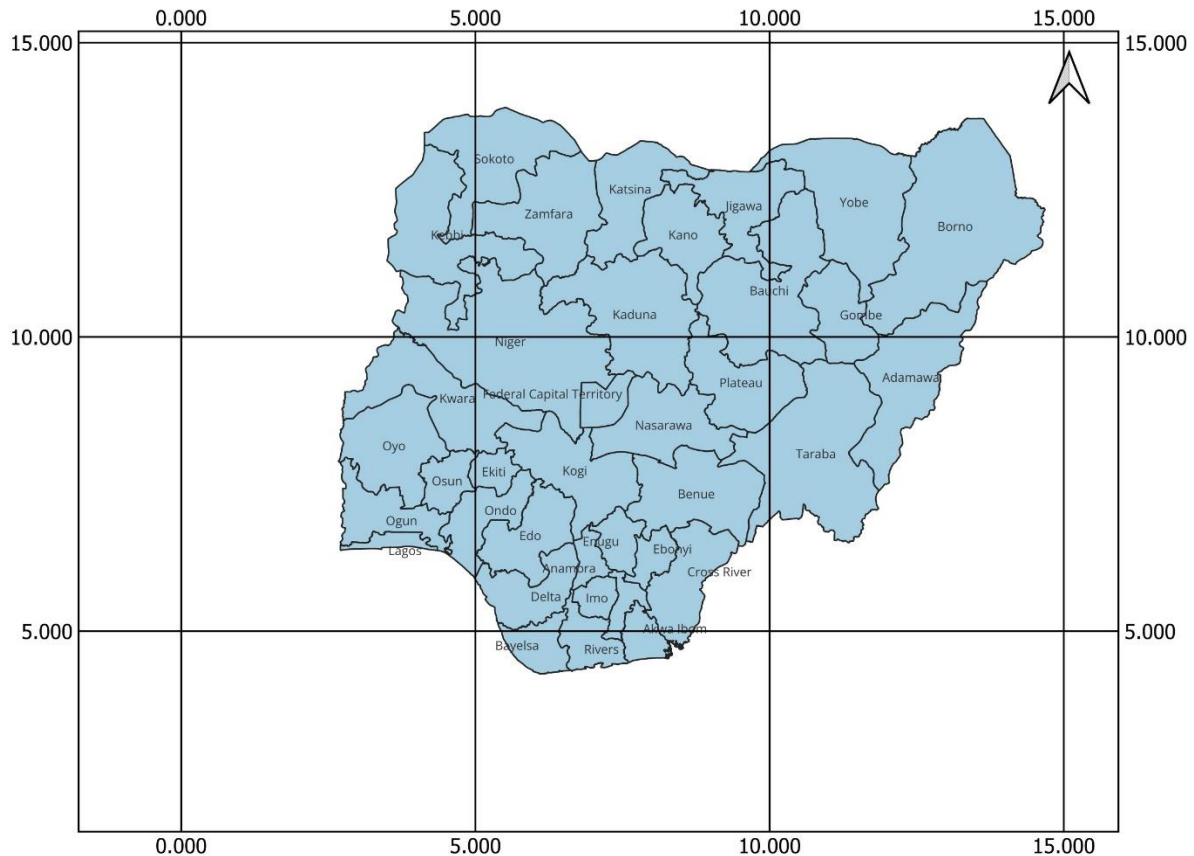 0.000 5.000 10.000 15.000
15.000 15.000
Sokoto
Katsina
Zamfara
Jigawa
Yobe
Kebbi
Kano
Borno
Bauchi
Kaduna
Gombe
10.000 10.000
Niger
Adamawa
Plateau
Federal Capital Territory
Kwara
Nasarawa
Oyo
Taraba
Kogi
Ekiti
Osun
Benue
Ondo
Ogun
Edo
Enugu
Ebonyi
Lagos
Anambra
Cross River
Delta
Imo
5.000 5.000
Akwa Ibom
Bayelsa
Rivers
0.000 5.000 10.000 15.000